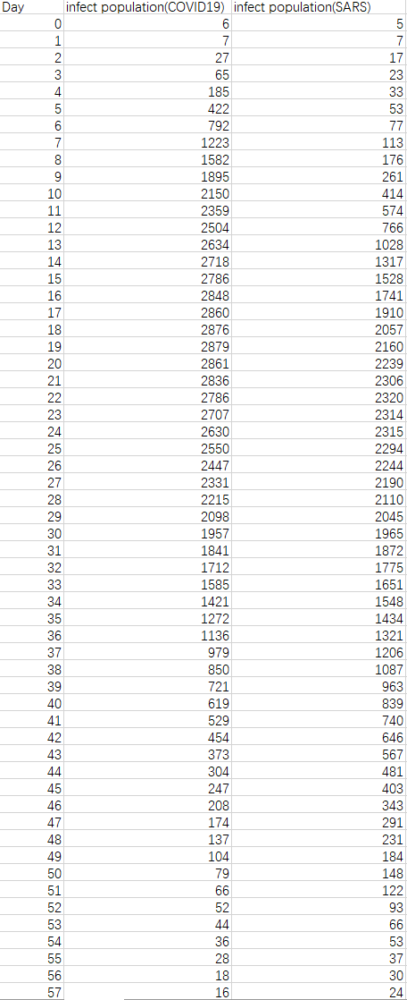 Day infect population(COVID19) infect population(SARS)
0 6 5
1 7 7
2 27 17
3 65 23
4 185 33
5 422 53
6 792 77
7 1223 113
8 1582 176
9 1895 261
10 2150 414
11 2359 574
12 2504 766
13 2634 1028
14 2718 1317
15 2786 1528
16 2848 1741
17 2860 1910
18 2876 2057
19 2879 2160
20 2861 2239
21 2836 2306
22 2786 2320
23 2707 2314
24 2630 2315
25 2550 2294
26 2447 2244
27 2331 2190
28 2215 2110
29 2098 2045
30 1957 1965
31 1841 1872
32 1712 1775
33 1585 1651
34 1421 1548
35 1272 1434
36 1136 1321
37 979 1206
38 850 1087
39 721 963
40 619 839
41 529 740
42 454 646
43 373 567
44 304 481
45 247 403
46 208 343
47 174 291
48 137 231
49 104 184
50 79 148
51 66 122
52 52 93
53 44 66
54 36 53
55 28 37
56 18 30
57 16 24